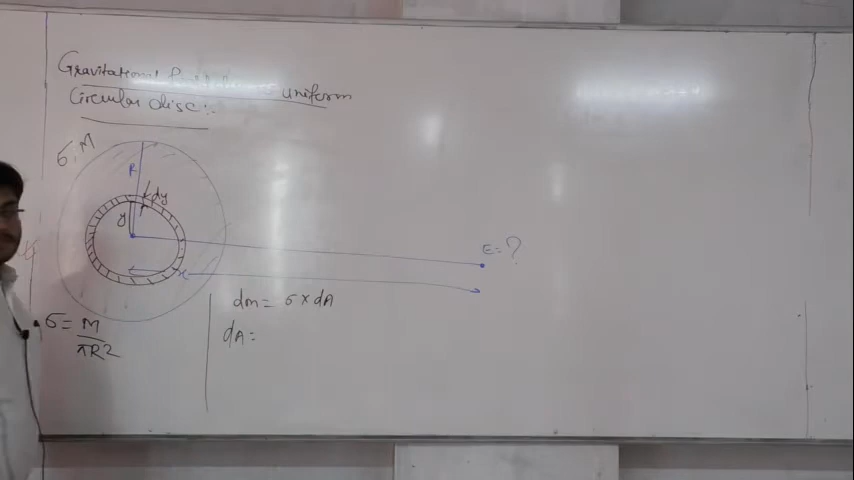 Gravitational uniform
Circular disc:-
σ, M
R
dy
y
E = ?
x
dm = σ × dA
σ = M
πR2
dA =